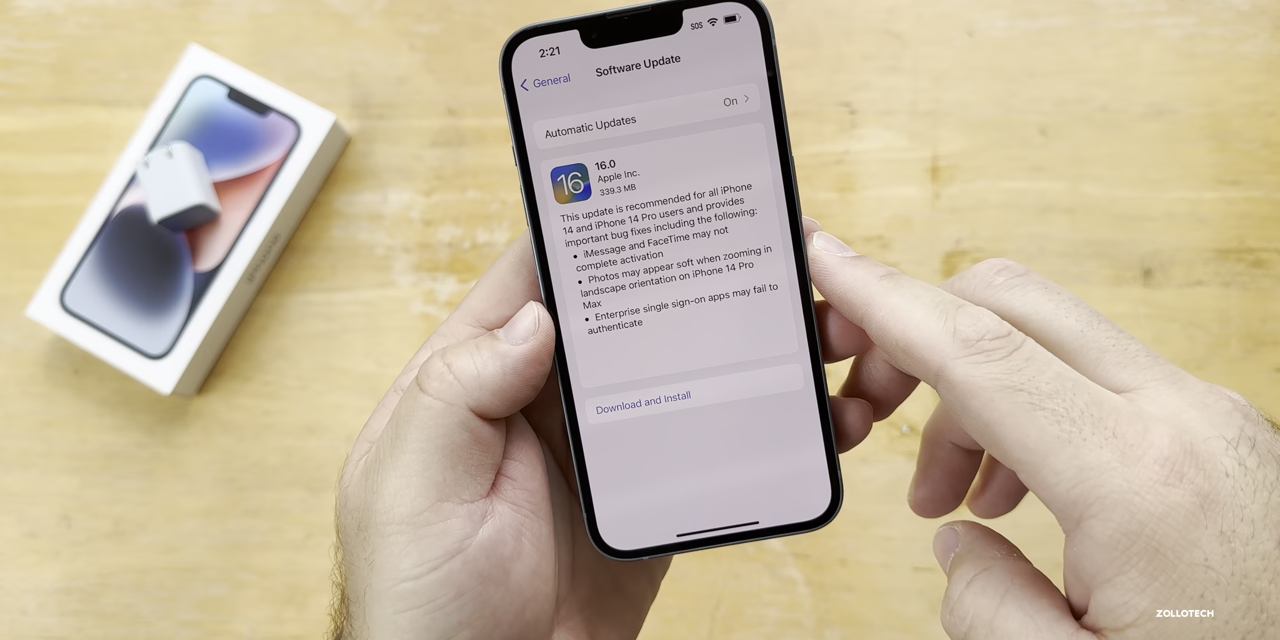 2:21
SOS
General
Software Update
Automatic Updates
On
16
16.0
Apple Inc.
339.3 MB
This update is recommended for all iPhone
14 and iPhone 14 Pro users and provides
important bug fixes including the following:
• iMessage and FaceTime may not
complete activation
• Photos may appear soft when zooming in
landscape orientation on iPhone 14 Pro
Max
• Enterprise single sign-on apps may fail to
authenticate
Download and Install
ZOLLOTECH